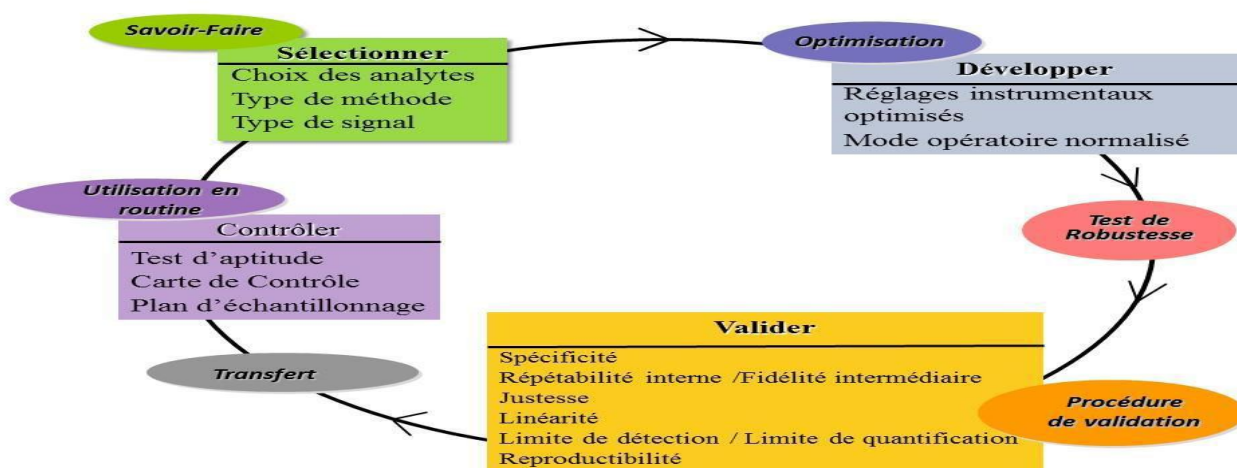 Savoir-Faire
Sélectionner
Choix des analytes
Type de méthode
Type de signal
Optimisation
Développer
Réglages instrumentaux
optimisés
Mode opératoire normalisé
Test de
Robustesse
Utilisation en
routine
Contrôler
Test d'aptitude
Carte de Contrôle
Plan d'échantillonnage
Valider
Spécificité
Répétabilité interne /Fidélité intermédiaire
Justesse
Linéarité
Limite de détection / Limite de quantification
Reproductibilité
Procédure
de validation
Transfert